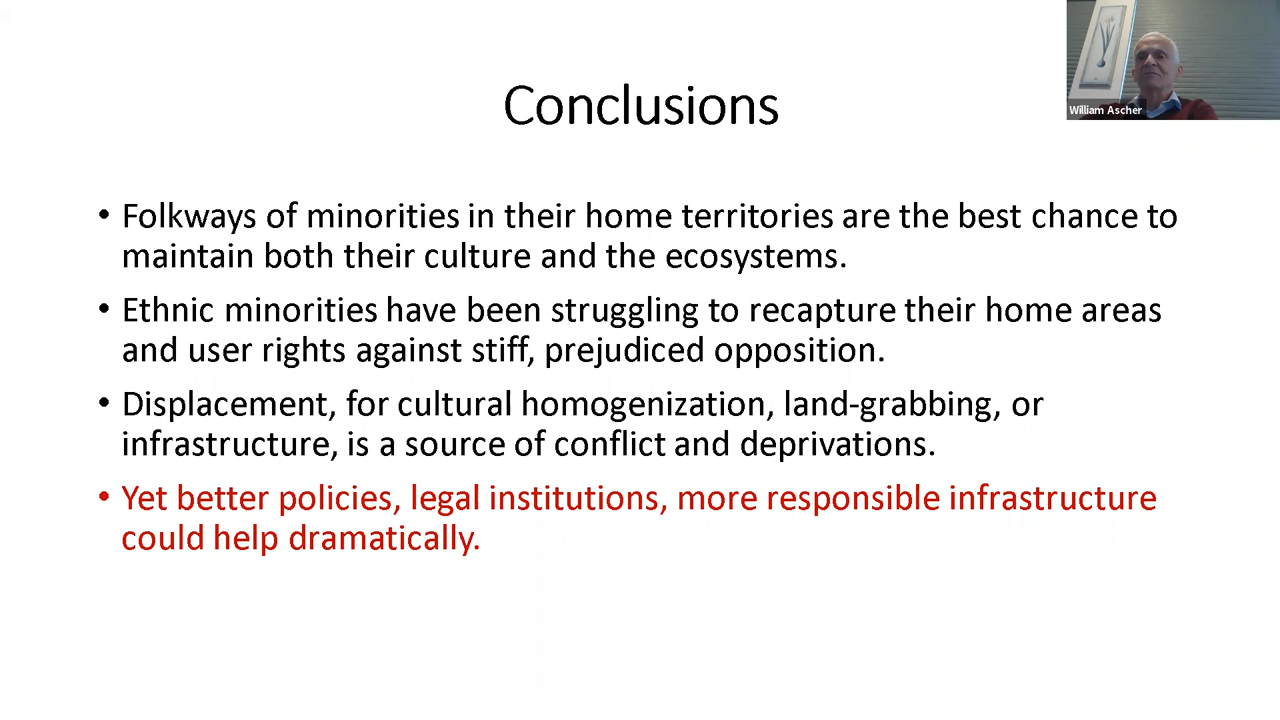 William Ascher
Conclusions
• Folkways of minorities in their home territories are the best chance to
maintain both their culture and the ecosystems.
• Ethnic minorities have been struggling to recapture their home areas
and user rights against stiff, prejudiced opposition.
• Displacement, for cultural homogenization, land-grabbing, or
infrastructure, is a source of conflict and deprivations.
• Yet better policies, legal institutions, more responsible infrastructure
could help dramatically.